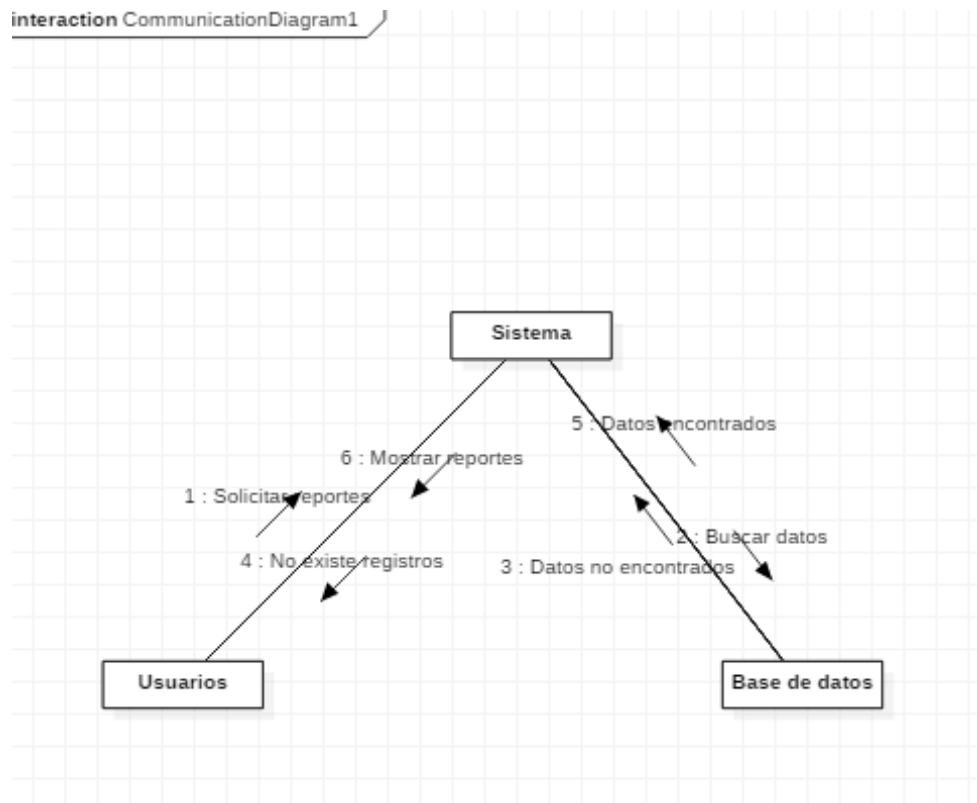 interaction CommunicationDiagram1
Sistema
5 : Datos encontrados
6 : Mostrar reportes
1 : Solicitar reportes
2 : Buscar datos
4 : No existe registros
3 : Datos no encontrados
Usuarios
Base de datos